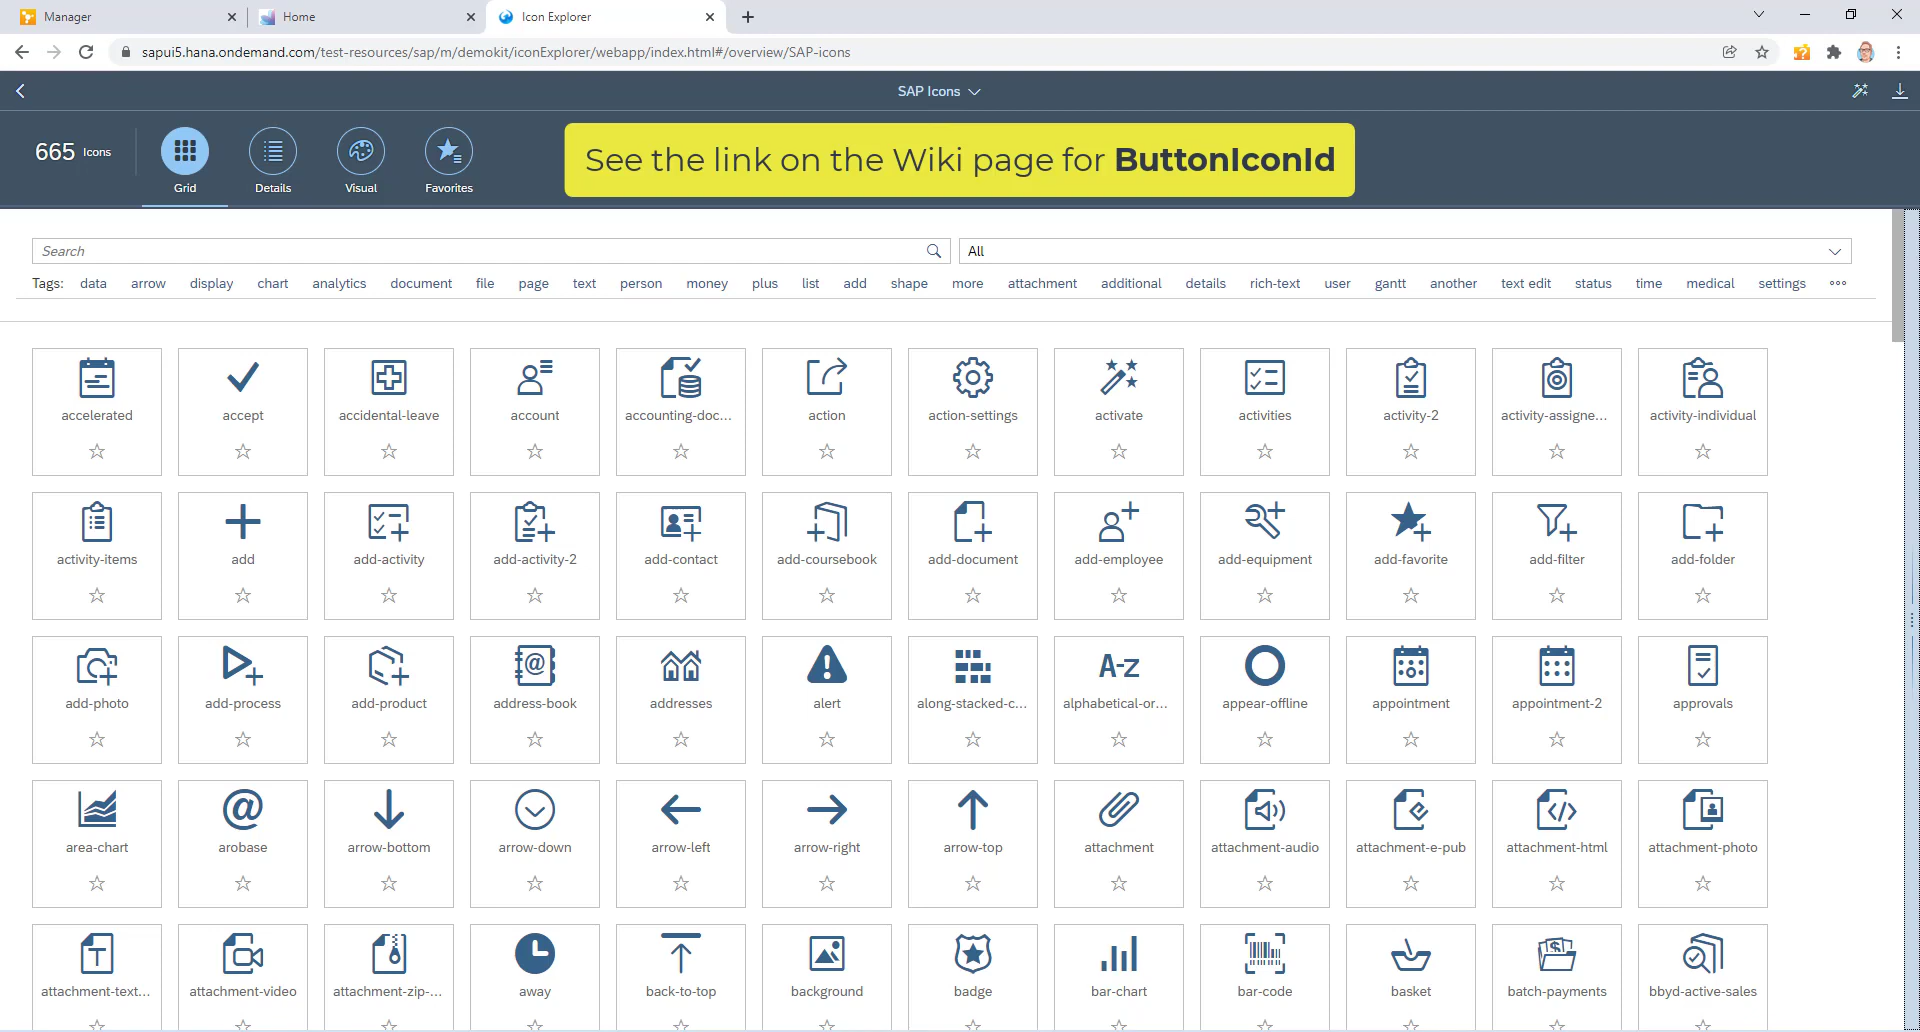 Manager
Home
Icon Explorer
sapui5.hana.ondemand.com/test-resources/sap/m/demokit/iconExplorer/webapp/index.html#/overview/SAP-icons
SAP Icons
665 Icons
Grid
Details
Visual
Favorites
See the link on the Wiki page for ButtonIconId
Search
All
Tags: data arrow display chart analytics document file page text person money plus list add shape more attachment additional details rich-text user gantt another text edit status time medical settings
accelerated accept accidental-leave account accounting-doc... action action-settings activate activities activity-2 activity-assigne... activity-individual
activity-items add add-activity add-activity-2 add-contact add-coursebook add-document add-employee add-equipment add-favorite add-filter add-folder
A-Z
add-photo add-process add-product address-book addresses alert along-stacked-c... alphabetical-or... appear-offline appointment appointment-2 approvals
area-chart arobase arrow-bottom arrow-down arrow-left arrow-right arrow-top attachment attachment-audio attachment-e-pub attachment-html attachment-photo
attachment-text... attachment-video attachment-zip-... away back-to-top background badge bar-chart bar-code basket batch-payments bbyd-active-sales